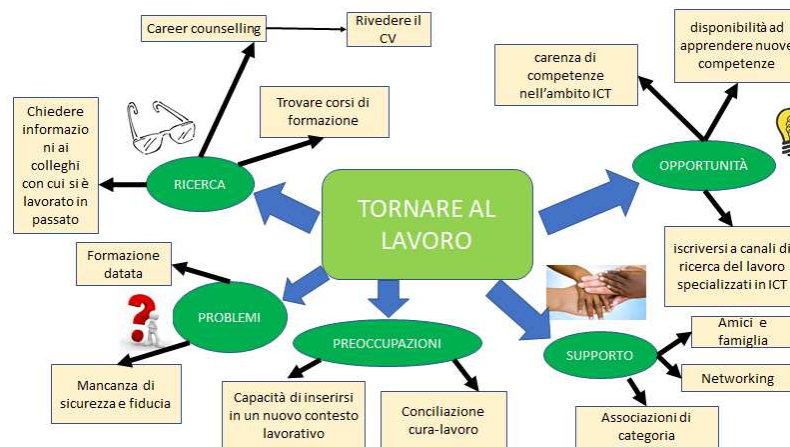 Career counselling
Rivedere il
CV
Trovare corsi di
formazione
Chiedere
informazio
ni ai
colleghi
con cui si è
lavorato in
passato
RICERCA
TORNARE AL
LAVORO
carenza di
competenze
nell'ambito ICT
disponibilità ad
apprendere nuove
competenze
OPPORTUNITÀ
iscriversi a canali di
ricerca del lavoro
specializzati in ICT
Formazione
datata
PROBLEMI
Mancanza di
sicurezza e fiducia
PREOCCUPAZIONI
Capacità di inserirsi
in un nuovo contesto
lavorativo
Conciliazione
cura-lavoro
SUPPORTO
Amici e
famiglia
Networking
Associazioni di
categoria